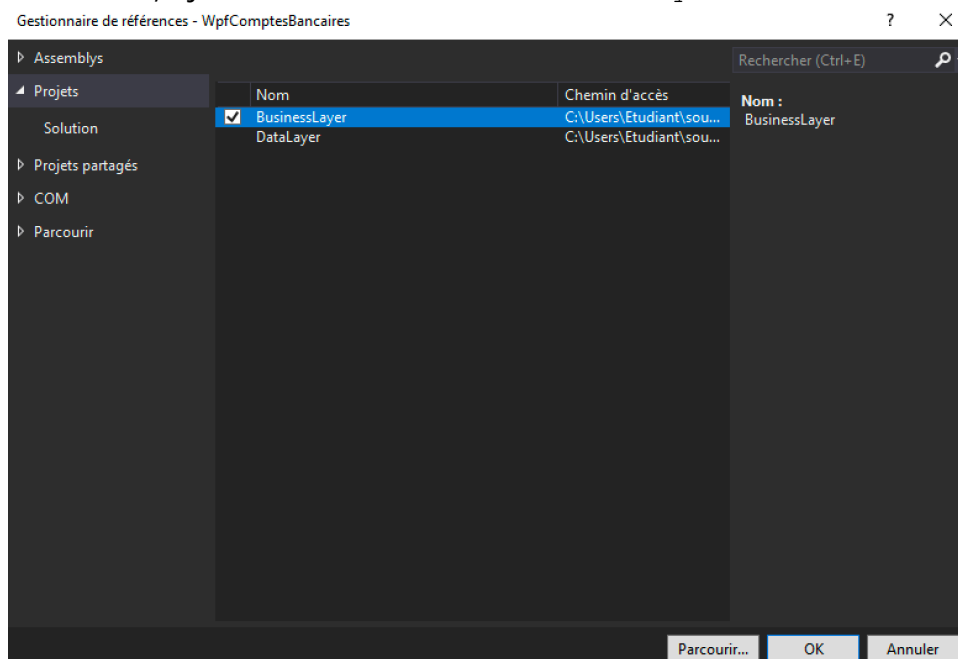 Gestionnaire de références - WpfComptesBancaires ? ✕
Assemblys
Rechercher (Ctrl+E)
Projets
Nom Chemin d'accès
Nom :
BusinessLayer C:\Users\Etudiant\sou...
BusinessLayer
Solution
DataLayer C:\Users\Etudiant\sou...
Projets partagés
COM
Parcourir
Parcourir... OK Annuler